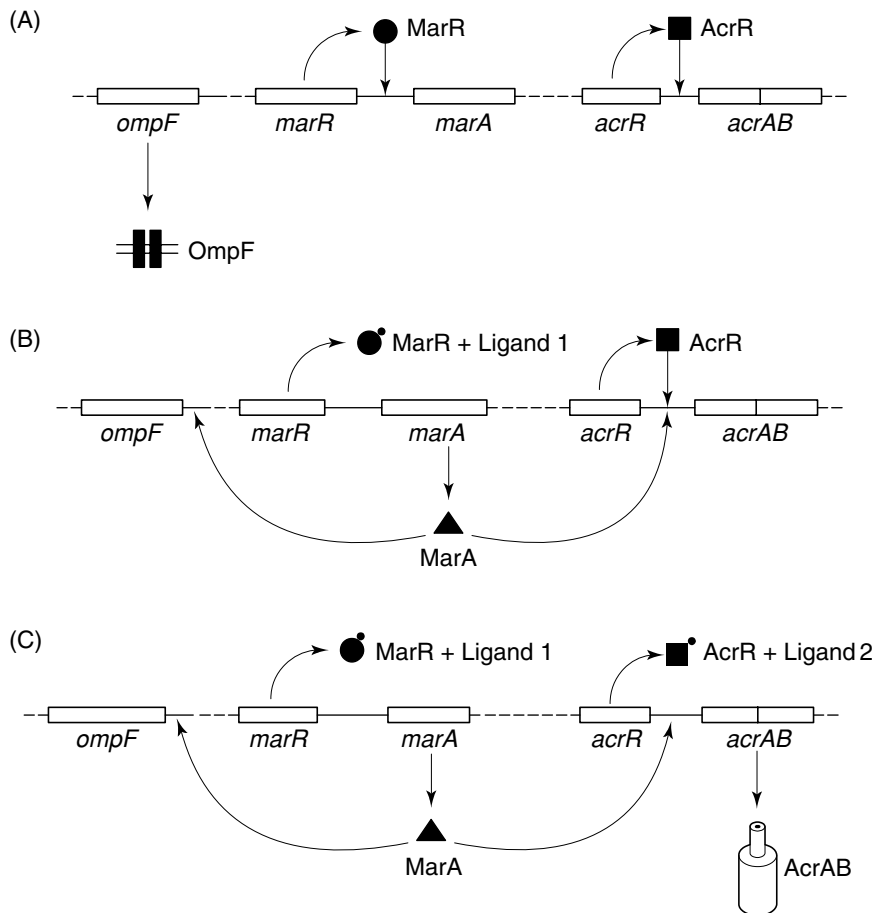 (A)
MarR
AcrR
ompF
marR
marA
acrR
acrAB
OmpF
(B)
MarR + Ligand 1
AcrR
ompF
marR
marA
acrR
acrAB
MarA
(C)
MarR + Ligand 1
AcrR + Ligand 2
ompF
marR
marA
acrR
acrAB
MarA
AcrAB